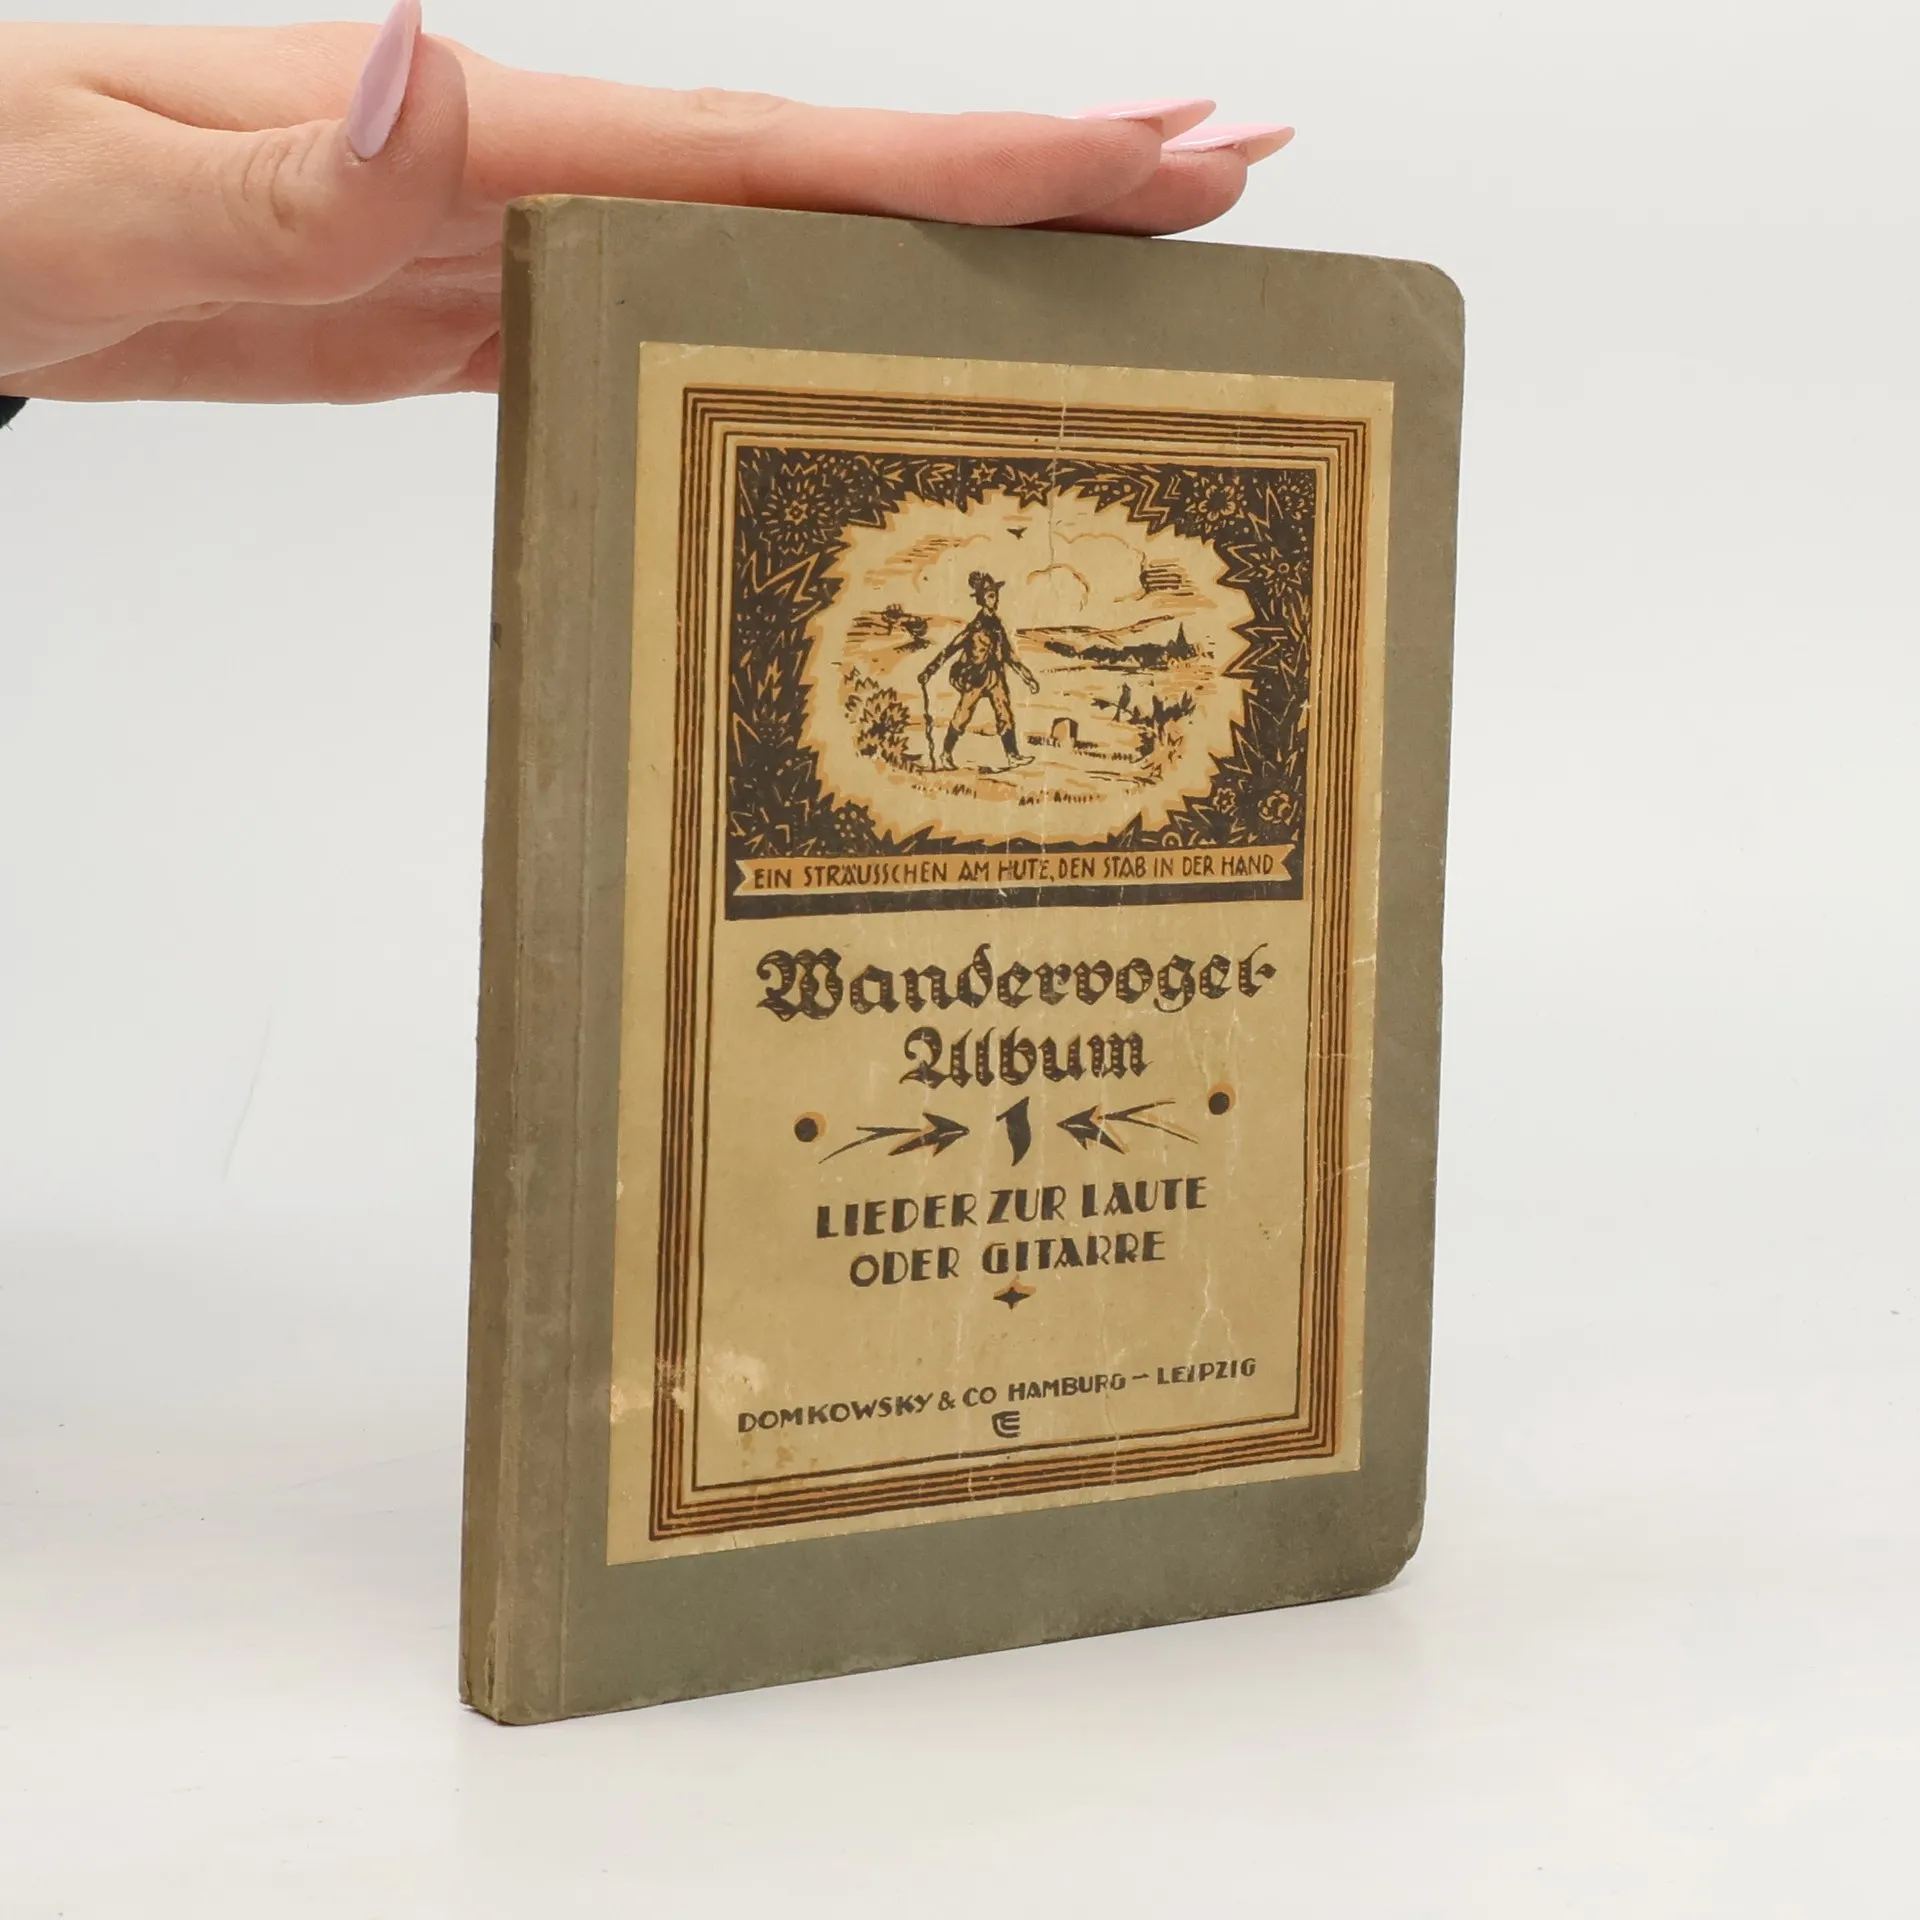 EIN STRÄUSSCHEN AM HUTE, DEN STAB IN DER HAND
Wandervogel-
Album
1
LIEDER ZUR LAUTE
ODER GITARRE
DOMKOWSKY & CO HAMBURG – LEIPZIG